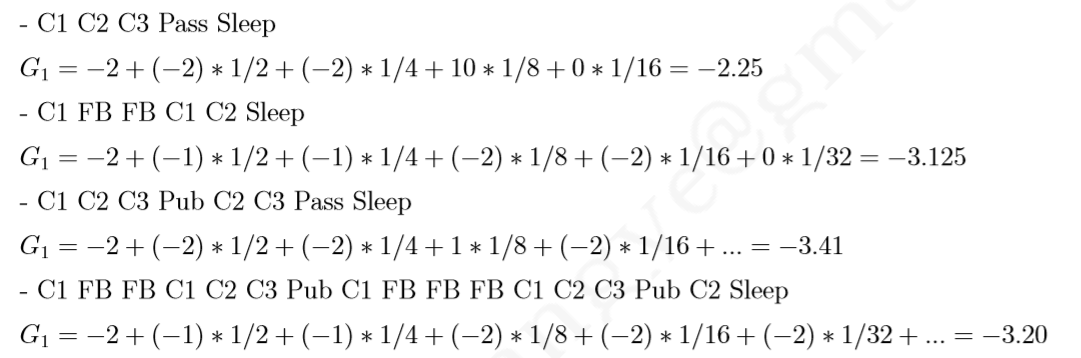 - C1 C2 C3 Pass Sleep
G₁ = −2 + (−2) ∗ 1/2 + (−2) ∗ 1/4 + 10 ∗ 1/8 + 0 ∗ 1/16 = −2.25
- C1 FB FB C1 C2 Sleep
G₁ = −2 + (−1) ∗ 1/2 + (−1) ∗ 1/4 + (−2) ∗ 1/8 + (−2) ∗ 1/16 + 0 ∗ 1/32 = −3.125
- C1 C2 C3 Pub C2 C3 Pass Sleep
G₁ = −2 + (−2) ∗ 1/2 + (−2) ∗ 1/4 + 1 ∗ 1/8 + (−2) ∗ 1/16 + ... = −3.41
- C1 FB FB C1 C2 C3 Pub C1 FB FB FB C1 C2 C3 Pub C2 Sleep
G₁ = −2 + (−1) ∗ 1/2 + (−1) ∗ 1/4 + (−2) ∗ 1/8 + (−2) ∗ 1/16 + (−2) ∗ 1/32 + ... = −3.20